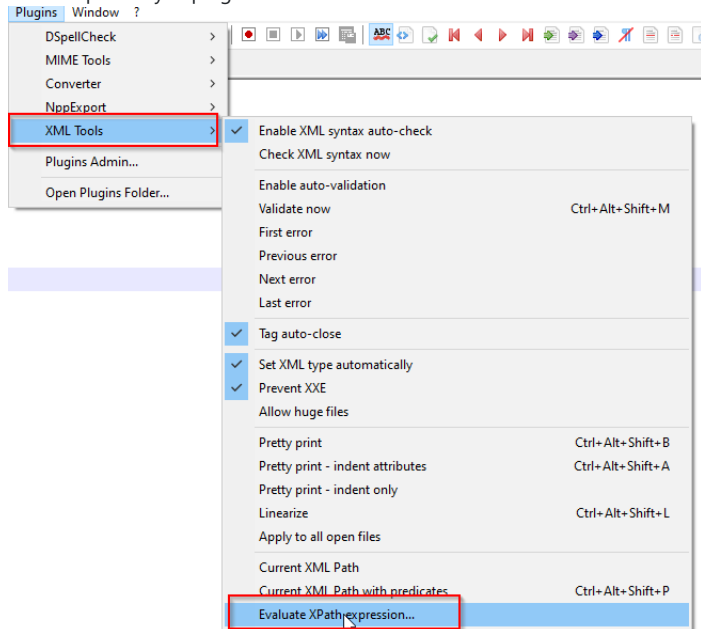 Plugins Window ?
DSpellCheck
MIME Tools
Converter
NppExport
XML Tools
Plugins Admin...
Open Plugins Folder...
ABC
Enable XML syntax auto-check
Check XML syntax now
Enable auto-validation
Validate now Ctrl+Alt+Shift+M
First error
Previous error
Next error
Last error
Tag auto-close
Set XML type automatically
Prevent XXE
Allow huge files
Pretty print Ctrl+Alt+Shift+B
Pretty print - indent attributes Ctrl+Alt+Shift+A
Pretty print - indent only
Linearize Ctrl+Alt+Shift+L
Apply to all open files
Current XML Path
Current XML Path with predicates Ctrl+Alt+Shift+P
Evaluate XPath expression...